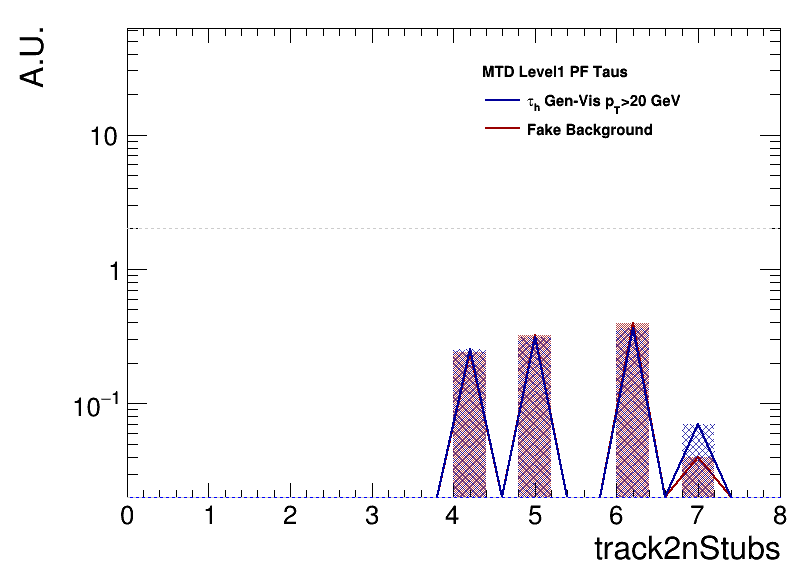 A.U.
MTD Level1 PF Taus
τh Gen-Vis pT>20 GeV
Fake Background
10
1
10−1
0 1 2 3 4 5 6 7 8
track2nStubs